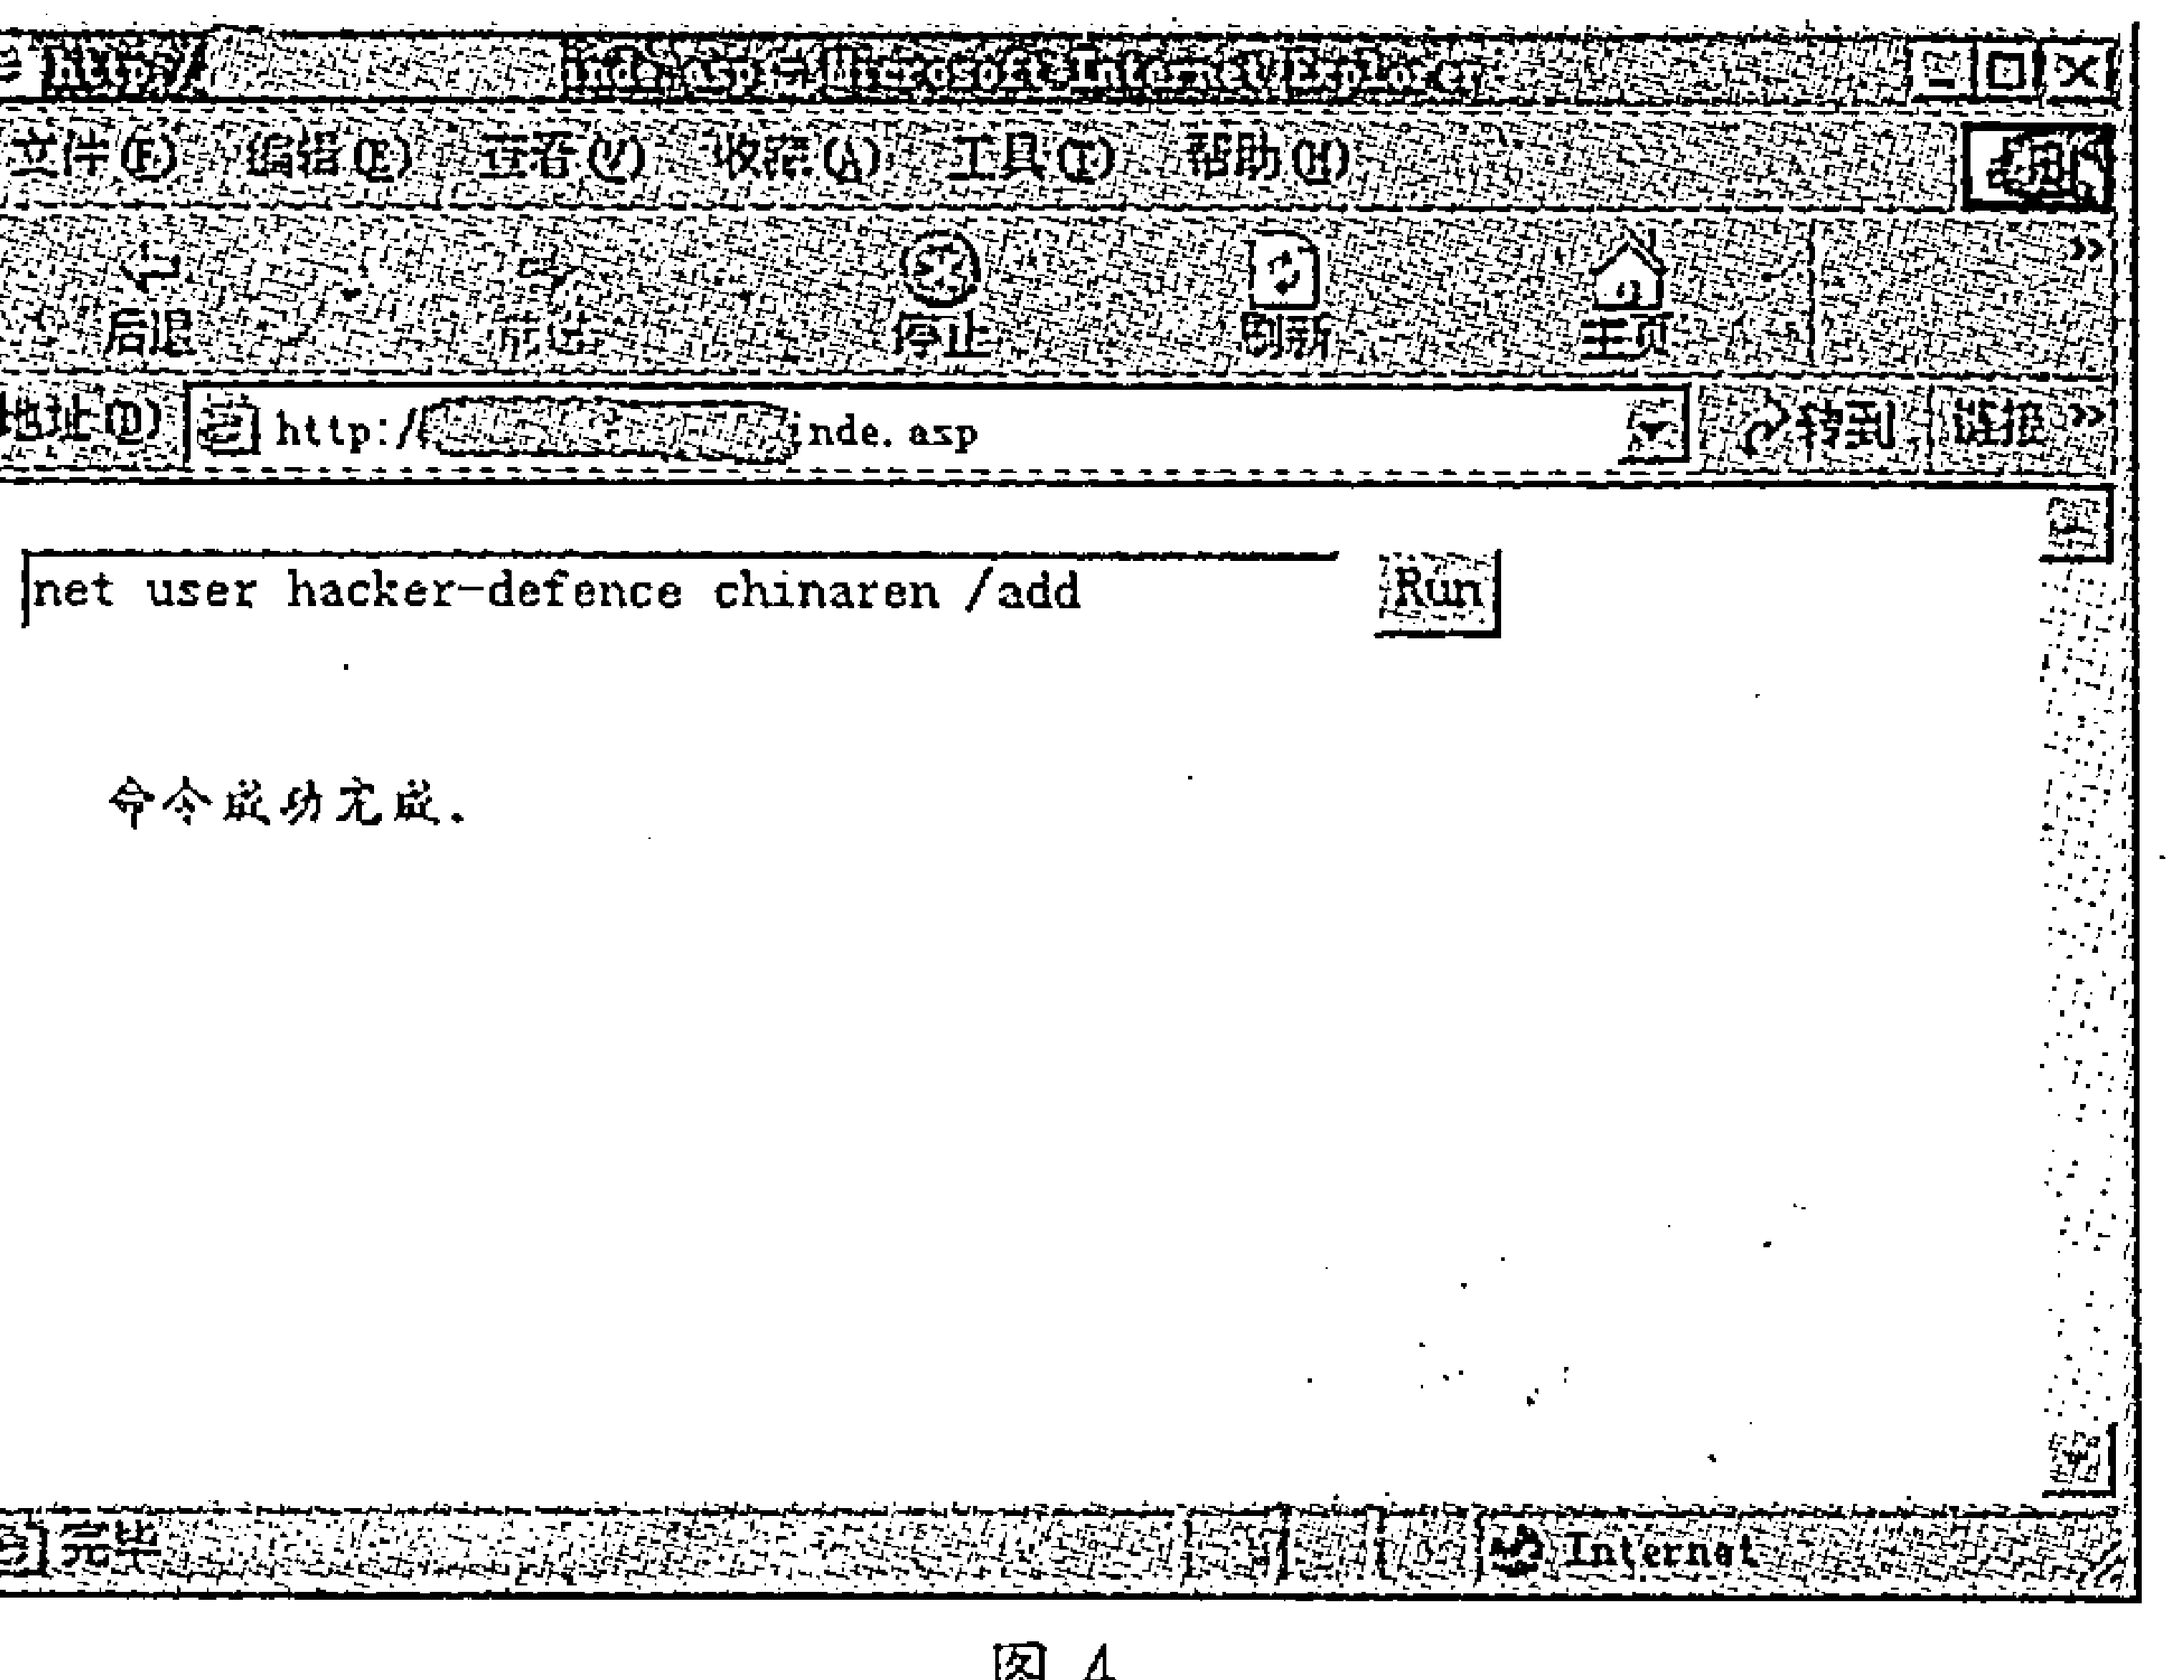 http:/ inde.asp - Microsoft Internet Explorer
文件(F) 编辑(E) 查看(V) 收藏(A) 工具(T) 帮助(H)
后退 前进 停止 刷新 主页 »
地址(D) http:/ inde.asp 转到 链接 »
net user hacker-defence chinaren /add Run
命令成功完成.
完毕 Internet
图 4